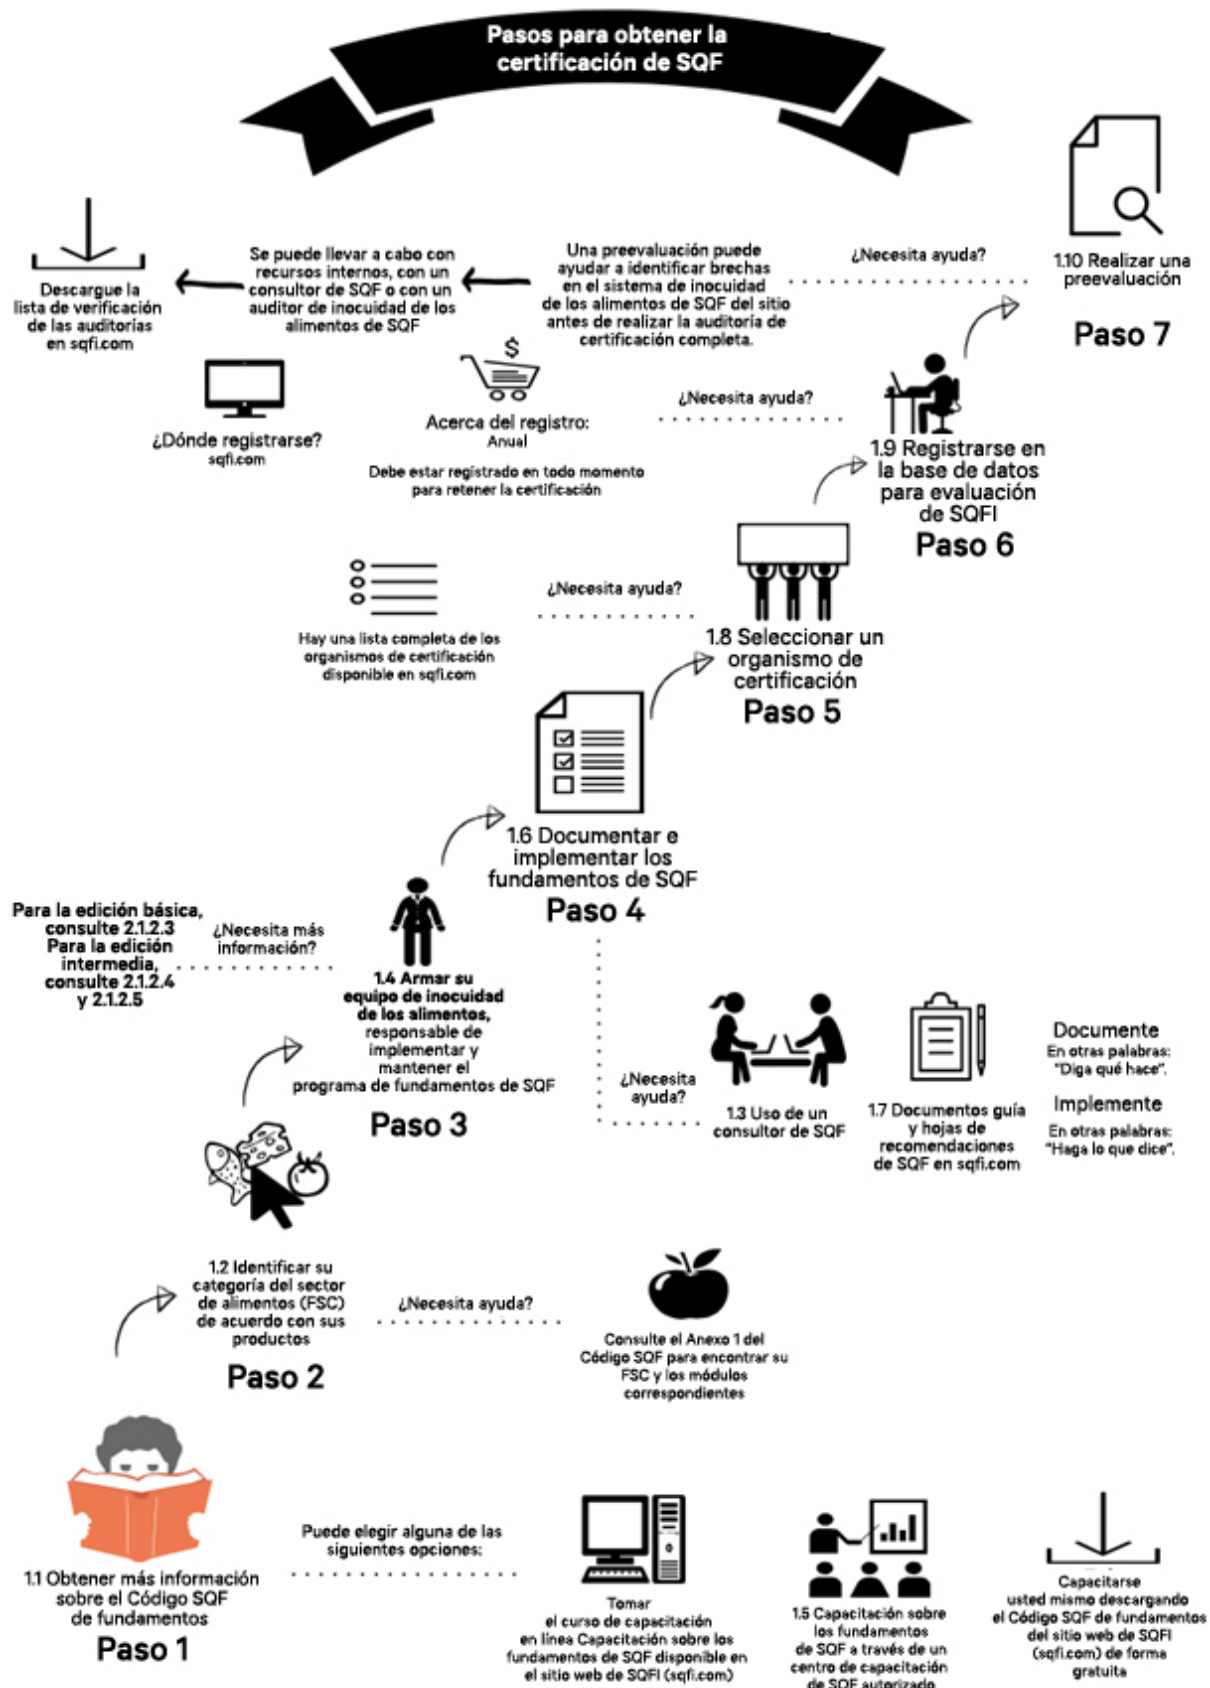 Pasos para obtener la
certificación de SQF
1.10 Realizar una
preevaluación
Paso 7
¿Necesita ayuda?
Una preevaluación puede
ayudar a identificar brechas
en el sistema de inocuidad
de los alimentos de SQF del sitio
antes de realizar la auditoría de
certificación completa.
Se puede llevar a cabo con
recursos internos, con un
consultor de SQF o con un
auditor de inocuidad de los
alimentos de SQF
Descargue la
lista de verificación
de las auditorías
en sqfi.com
1.9 Registrarse en
la base de datos
para evaluación
de SQFI
Paso 6
¿Necesita ayuda?
$
Acerca del registro:
Anual
Debe estar registrado en todo momento
para retener la certificación
¿Dónde registrarse?
sqfi.com
1.8 Seleccionar un
organismo de
certificación
Paso 5
¿Necesita ayuda?
Hay una lista completa de los
organismos de certificación
disponible en sqfi.com
1.6 Documentar e
implementar los
fundamentos de SQF
Paso 4
¿Necesita
ayuda?
1.3 Uso de un
consultor de SQF
1.7 Documentos guía
y hojas de
recomendaciones
de SQF en sqfi.com
Documente
En otras palabras:
"Diga qué hace".
Implemente
En otras palabras:
"Haga lo que dice".
1.4 Armar su
equipo de inocuidad
de los alimentos,
responsable de
implementar y
mantener el
programa de fundamentos de SQF
Paso 3
¿Necesita más
información?
Para la edición básica,
consulte 2.1.2.3
Para la edición
intermedia,
consulte 2.1.2.4
y 2.1.2.5
1.2 Identificar su
categoría del sector
de alimentos (FSC)
de acuerdo con sus
productos
Paso 2
¿Necesita ayuda?
Consulte el Anexo 1 del
Código SQF para encontrar su
FSC y los módulos
correspondientes
1.1 Obtener más información
sobre el Código SQF
de fundamentos
Paso 1
Puede elegir alguna de las
siguientes opciones:
Tomar
el curso de capacitación
en línea Capacitación sobre los
fundamentos de SQF disponible en
el sitio web de SQFI (sqfi.com)
1.5 Capacitación sobre
los fundamentos
de SQF a través de un
centro de capacitación
de SQF autorizado
Capacitarse
usted mismo descargando
el Código SQF de fundamentos
del sitio web de SQFI
(sqfi.com) de forma
gratuita